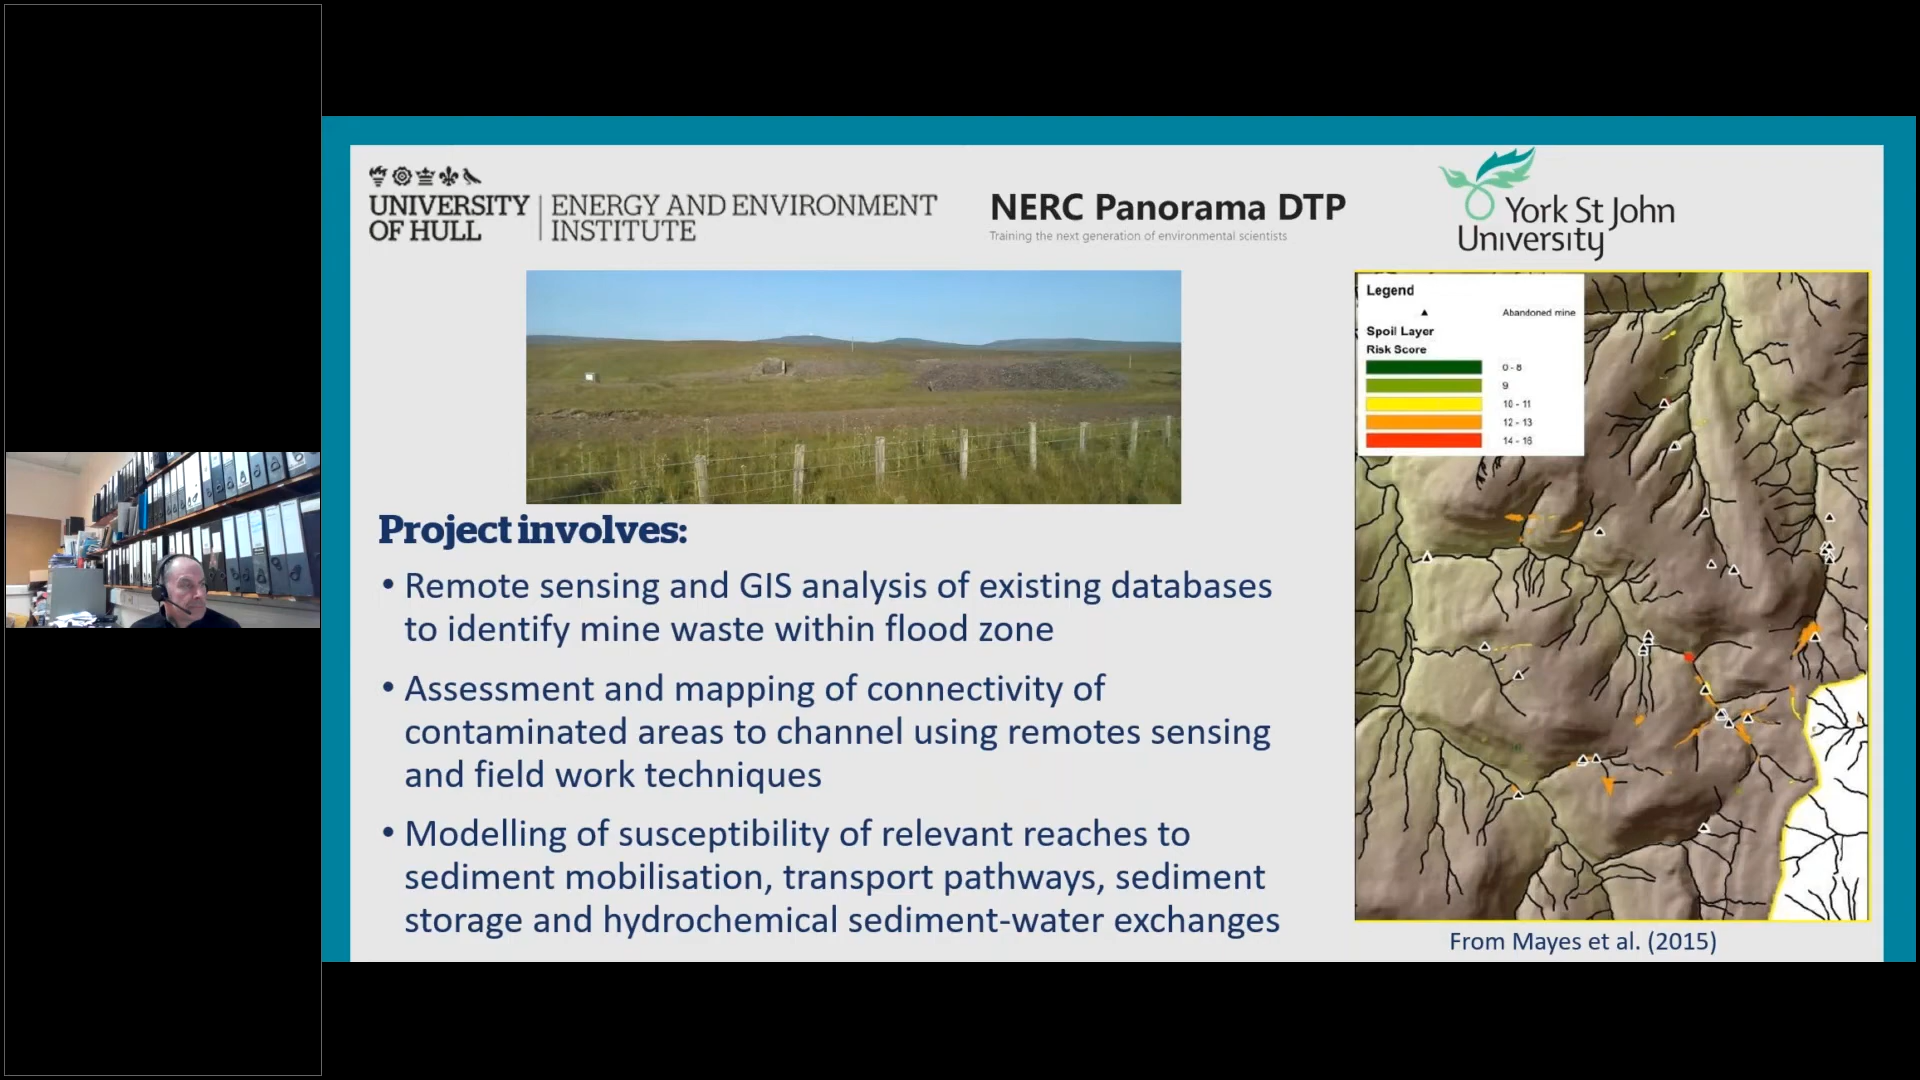 UNIVERSITY
OF HULL
ENERGY AND ENVIRONMENT
INSTITUTE
NERC Panorama DTP
Training the next generation of environmental scientists
York St John
University
Legend
Abandoned mine
Spoil Layer
Risk Score
0 - 8
9
10 - 11
12 - 13
14 - 16
Project involves:
• Remote sensing and GIS analysis of existing databases
to identify mine waste within flood zone
• Assessment and mapping of connectivity of
contaminated areas to channel using remotes sensing
and field work techniques
• Modelling of susceptibility of relevant reaches to
sediment mobilisation, transport pathways, sediment
storage and hydrochemical sediment-water exchanges
From Mayes et al. (2015)